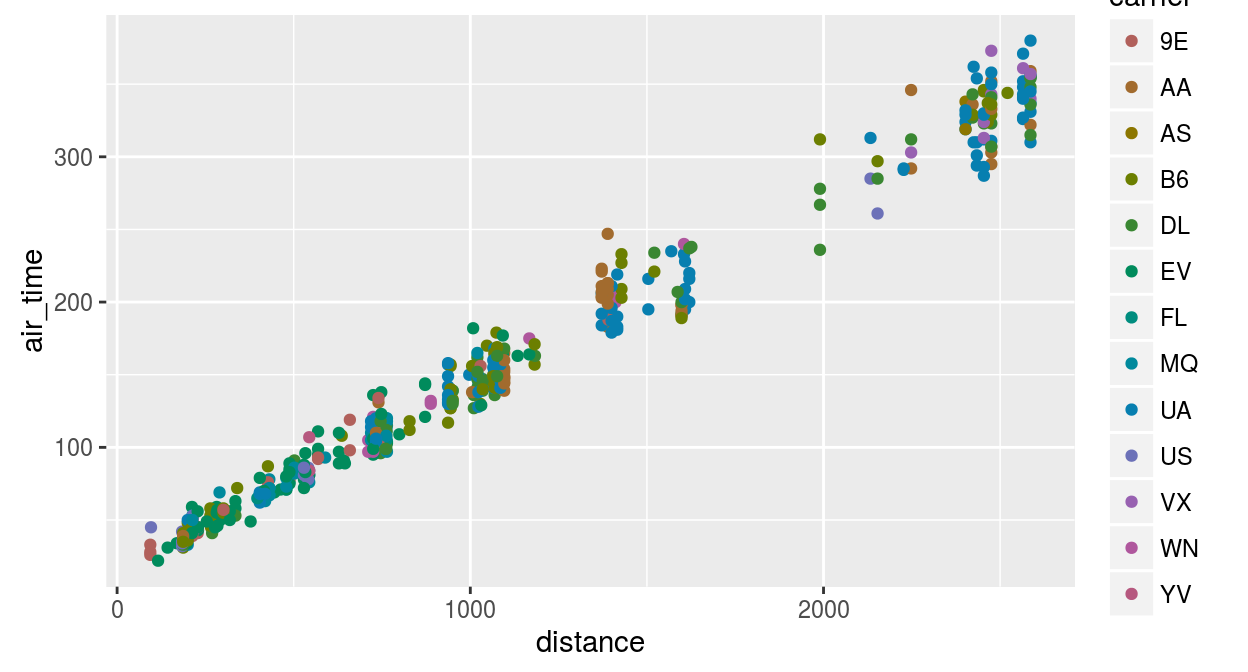 carrier
9E
AA
AS
B6
DL
EV
FL
MQ
UA
US
VX
WN
YV
300
200
100
air_time
0 1000 2000
distance